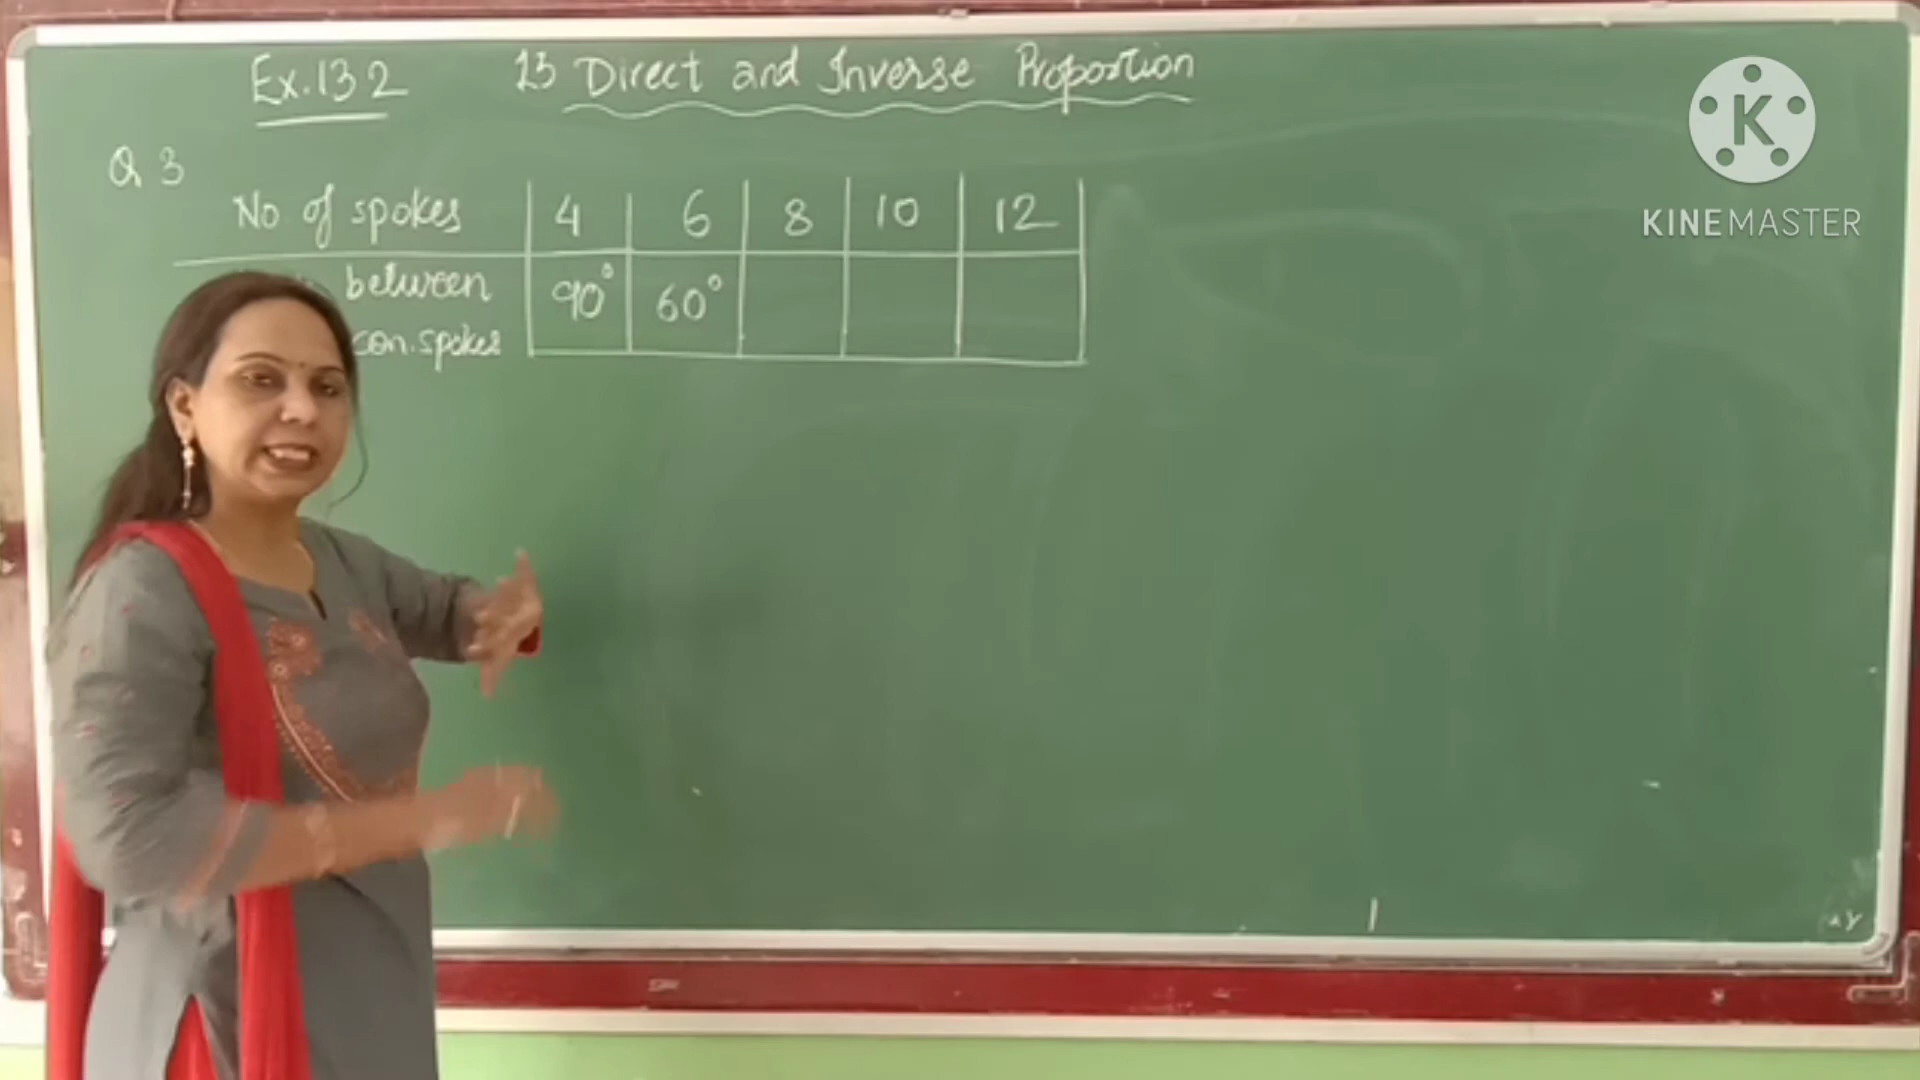 Ex.13 2 13 Direct and Inverse Proportion
Q 3
No of spokes 4 6 8 10 12
between 90° 60°
con. spokes
K
KINEMASTER